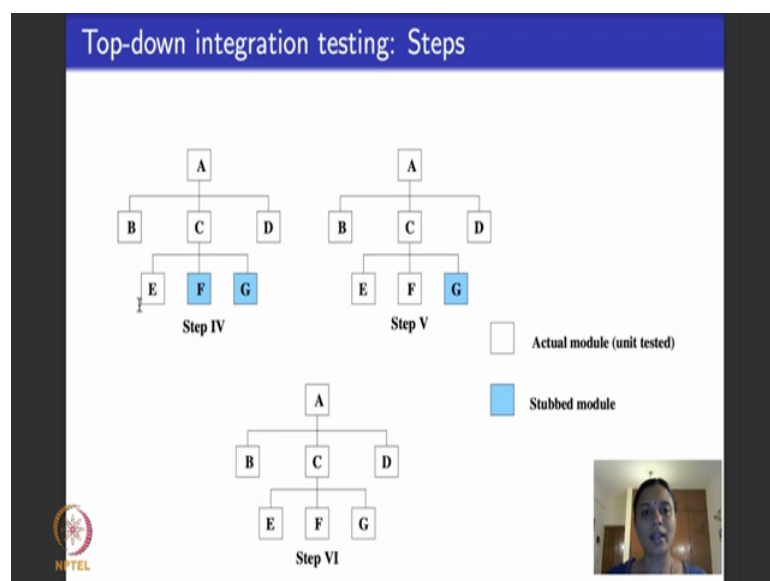 Top-down integration testing: Steps
A
B C D
E F G
Step IV
A
B C D
E F G
Step V
Actual module (unit tested)
Stubbed module
A
B C D
E F G
Step VI
NPTEL